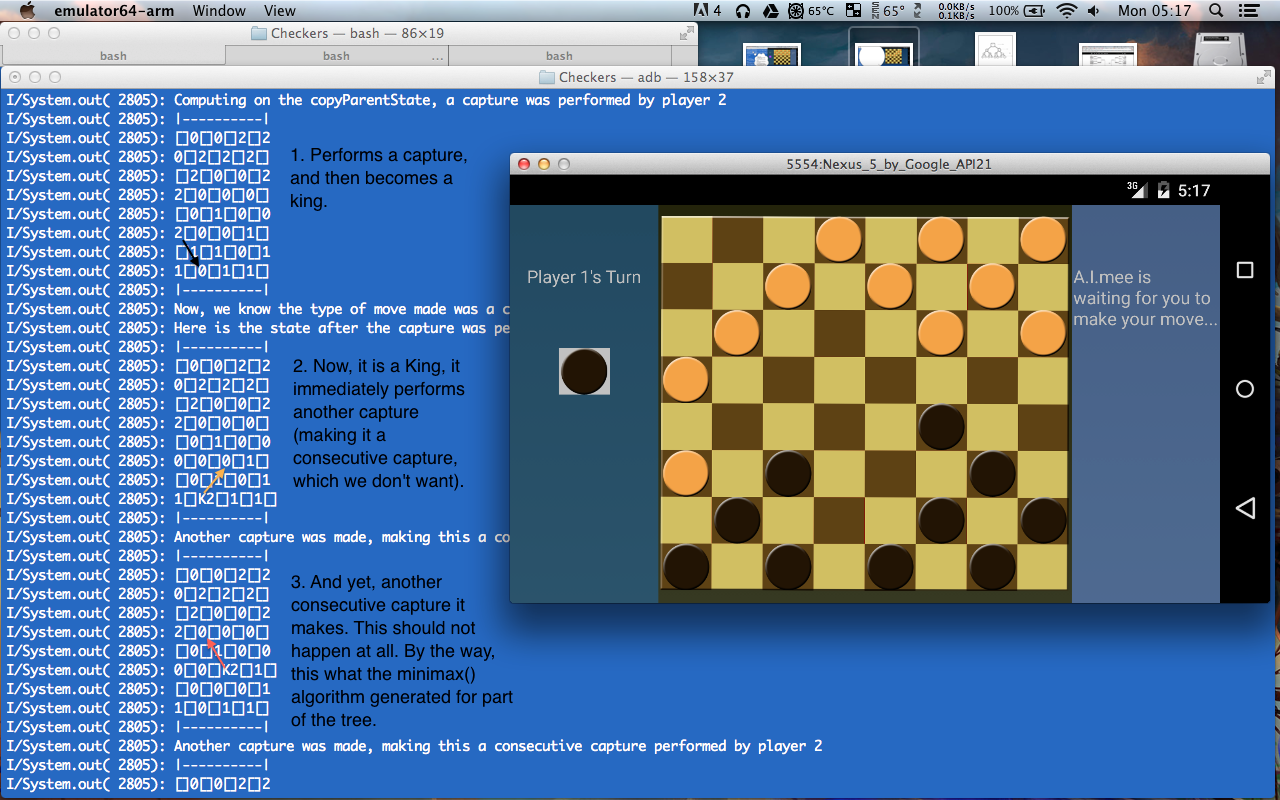 emulator64-arm Window View 4 65°C SEN 65° 0.0KB/s 0.1KB/s 100% Mon 05:17
Checkers — bash — 86×19
bash bash ... bash
Checkers — adb — 158×37
I/System.out( 2805): Computing on the copyParentState, a capture was performed by player 2
I/System.out( 2805): |----------|
I/System.out( 2805): □0□0□2□2
I/System.out( 2805): 0□2□2□2□
I/System.out( 2805): □2□0□0□2
I/System.out( 2805): 2□0□0□0□
I/System.out( 2805): □0□1□0□0
I/System.out( 2805): 2□0□0□1□
I/System.out( 2805): □1□1□0□1
I/System.out( 2805): 1□0□1□1□
I/System.out( 2805): |----------|
1. Performs a capture,
and then becomes a
king.
I/System.out( 2805): Now, we know the type of move made was a c
I/System.out( 2805): Here is the state after the capture was pe
I/System.out( 2805): |----------|
I/System.out( 2805): □0□0□2□2
I/System.out( 2805): 0□2□2□2□
I/System.out( 2805): □2□0□0□2
I/System.out( 2805): 2□0□0□0□
I/System.out( 2805): □0□1□0□0
I/System.out( 2805): 0□0□0□1□
I/System.out( 2805): □0□1□0□1
I/System.out( 2805): 1□K2□1□1□
I/System.out( 2805): |----------|
2. Now, it is a King, it
immediately performs
another capture
(making it a
consecutive capture,
which we don't want).
I/System.out( 2805): Another capture was made, making this a co
I/System.out( 2805): |----------|
I/System.out( 2805): □0□0□2□2
I/System.out( 2805): 0□2□2□2□
I/System.out( 2805): □2□0□0□2
I/System.out( 2805): 2□0□0□0□
I/System.out( 2805): □0□1□0□0
I/System.out( 2805): 0□0□K2□1□
I/System.out( 2805): □0□0□0□1
I/System.out( 2805): 1□0□1□1□
I/System.out( 2805): |----------|
3. And yet, another
consecutive capture it
makes. This should not
happen at all. By the way,
this what the minimax()
algorithm generated for part
of the tree.
I/System.out( 2805): Another capture was made, making this a consecutive capture performed by player 2
I/System.out( 2805): |----------|
I/System.out( 2805): □0□0□2□2
5554:Nexus_5_by_Google_API21
3G 5:17
Player 1's Turn
A.I.mee is
waiting for you to
make your move...